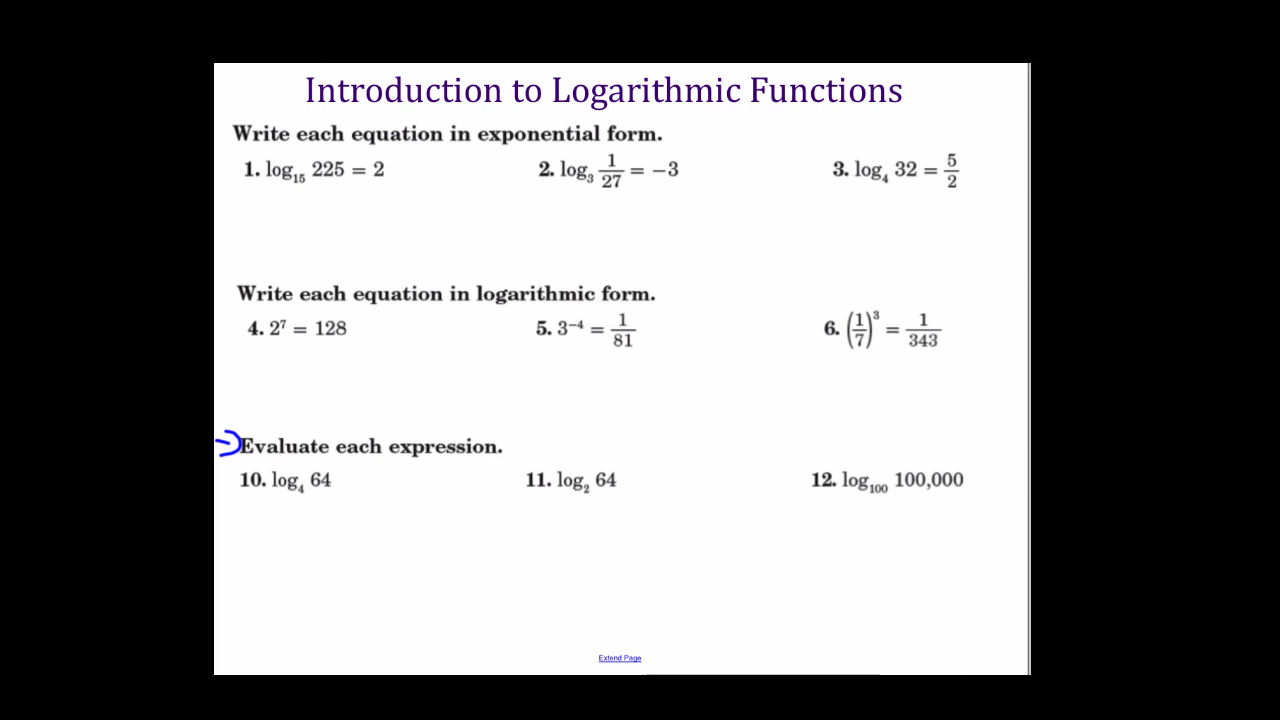 Introduction to Logarithmic Functions
Write each equation in exponential form.
1. log₁₅ 225 = 2 2. log₃ 1/27 = −3 3. log₄ 32 = 5/2
Write each equation in logarithmic form.
4. 2⁷ = 128 5. 3⁻⁴ = 1/81 6. (1/7)³ = 1/343
Evaluate each expression.
10. log₄ 64 11. log₂ 64 12. log₁₀₀ 100,000
Extend Page